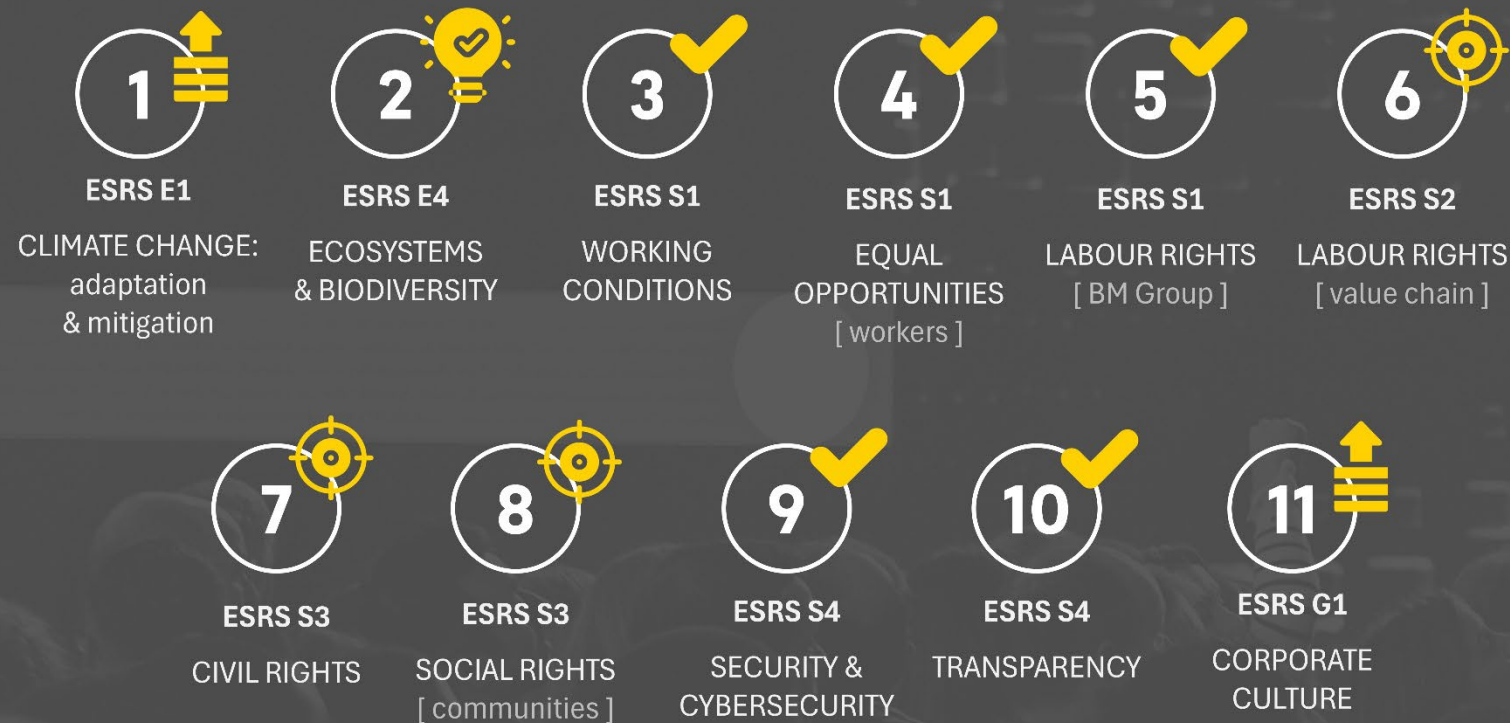 1
ESRS E1
CLIMATE CHANGE:
adaptation
& mitigation
2
ESRS E4
ECOSYSTEMS
& BIODIVERSITY
3
ESRS S1
WORKING
CONDITIONS
4
ESRS S1
EQUAL
OPPORTUNITIES
[ workers ]
5
ESRS S1
LABOUR RIGHTS
[ BM Group ]
6
ESRS S2
LABOUR RIGHTS
[ value chain ]
7
ESRS S3
CIVIL RIGHTS
8
ESRS S3
SOCIAL RIGHTS
[ communities ]
9
ESRS S4
SECURITY &
CYBERSECURITY
10
ESRS S4
TRANSPARENCY
11
ESRS G1
CORPORATE
CULTURE